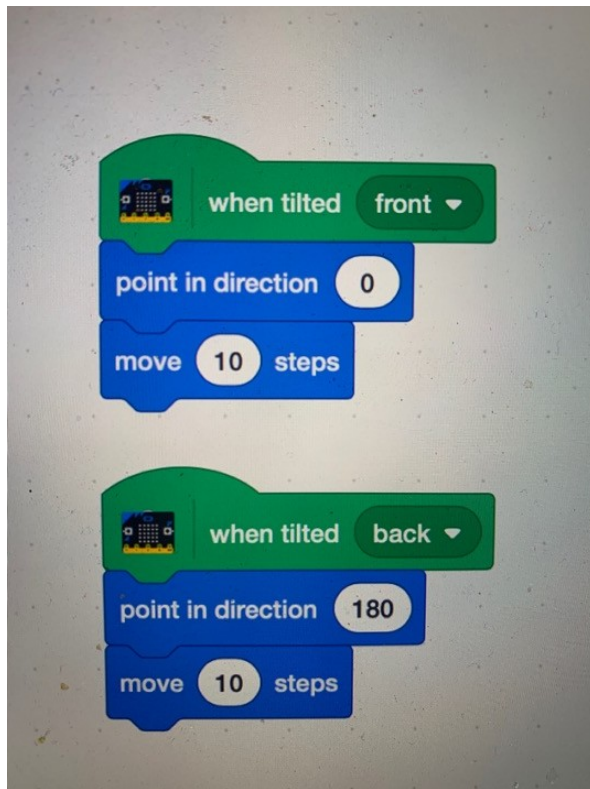 when tilted front
point in direction 0
move 10 steps
when tilted back
point in direction 180
move 10 steps